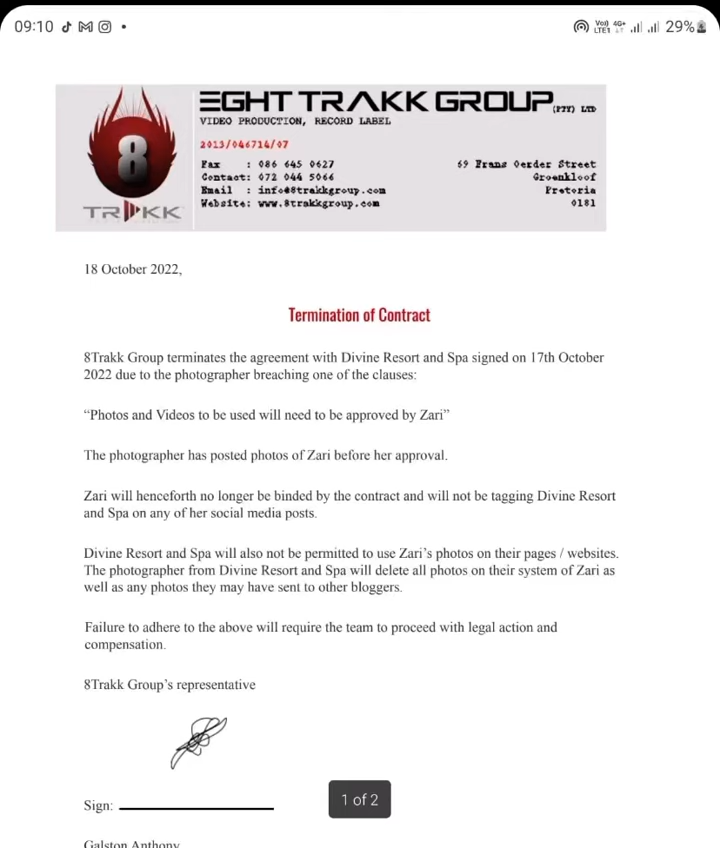 09:10
Vo)) 4G+
LTE1
29%
8
TR KK
EGHT TRAKK GROUP (PTY) LTD
VIDEO PRODUCTION, RECORD LABEL
2013/046714/07
Fax : 086 645 0627
Contact: 072 044 5066
Email : info@8trakkgroup.com
Website: www.8trakkgroup.com
69 Frans Oerder Street
Groenkloof
Pretoria
0181
18 October 2022,
Termination of Contract
8Trakk Group terminates the agreement with Divine Resort and Spa signed on 17th October
2022 due to the photographer breaching one of the clauses:
“Photos and Videos to be used will need to be approved by Zari”
The photographer has posted photos of Zari before her approval.
Zari will henceforth no longer be binded by the contract and will not be tagging Divine Resort
and Spa on any of her social media posts.
Divine Resort and Spa will also not be permitted to use Zari’s photos on their pages / websites.
The photographer from Divine Resort and Spa will delete all photos on their system of Zari as
well as any photos they may have sent to other bloggers.
Failure to adhere to the above will require the team to proceed with legal action and
compensation.
8Trakk Group’s representative
Sign:
1 of 2
Galston Anthony